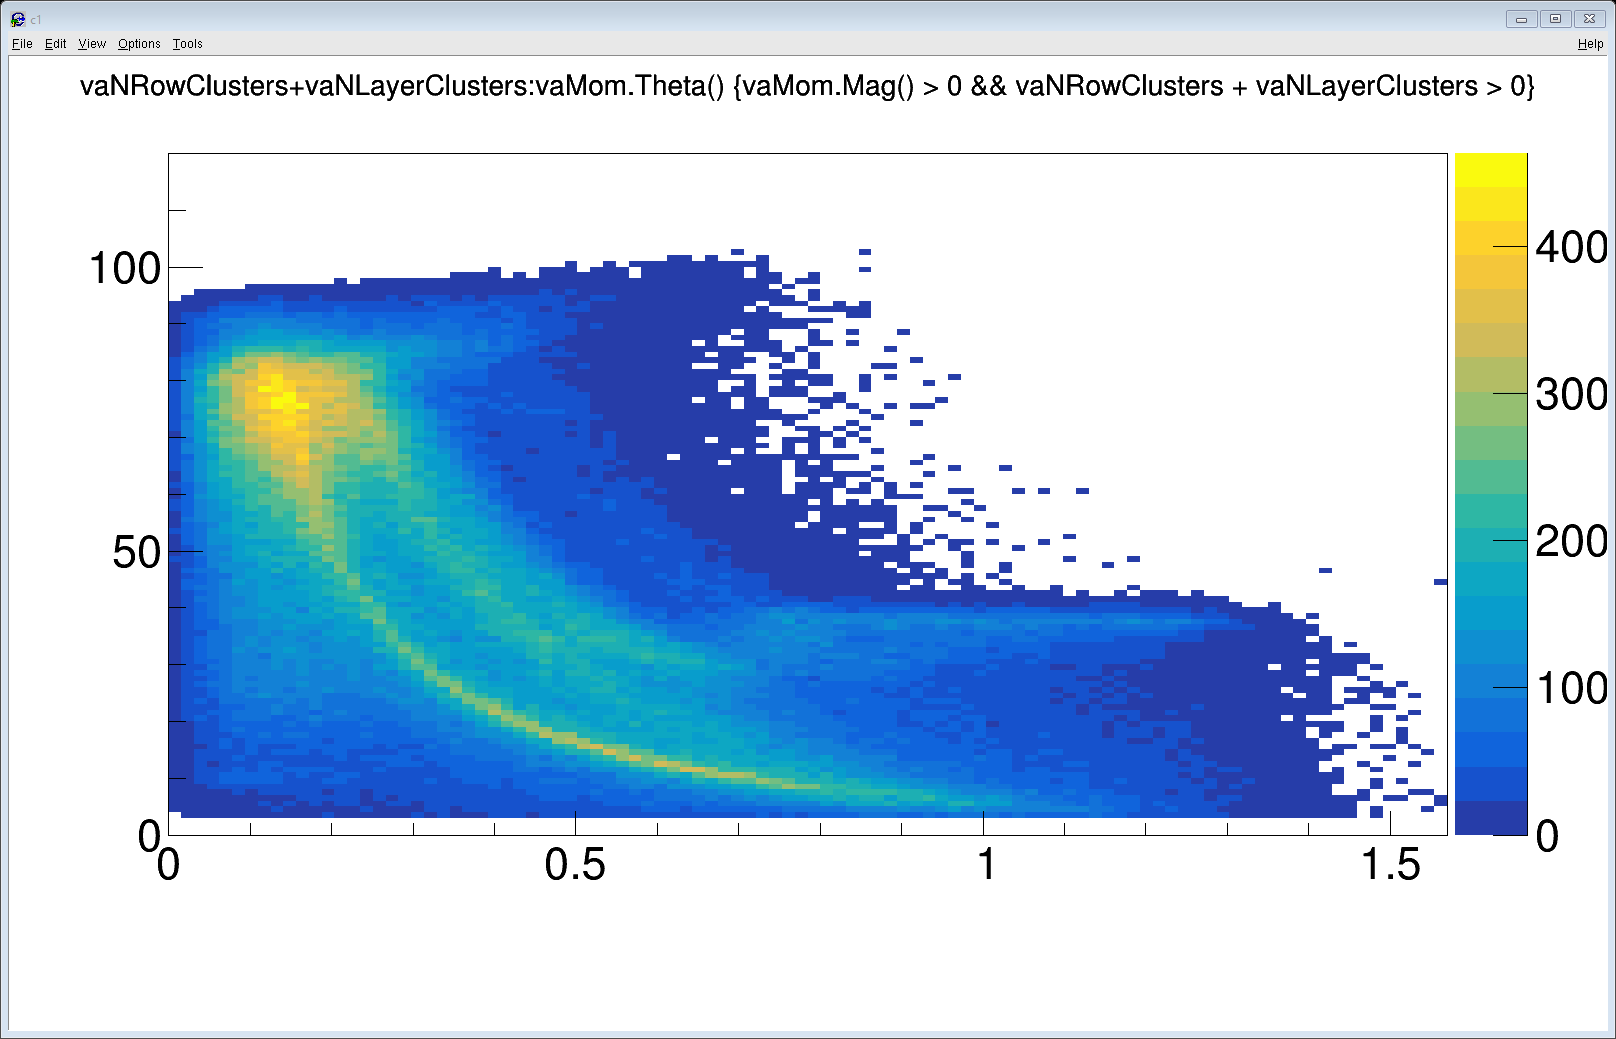 c1
File Edit View Options Tools Help
vaNRowClusters+vaNLayerClusters:vaMom.Theta() {vaMom.Mag() > 0 && vaNRowClusters + vaNLayerClusters > 0}
100
50
0
0 0.5 1 1.5
400
300
200
100
0